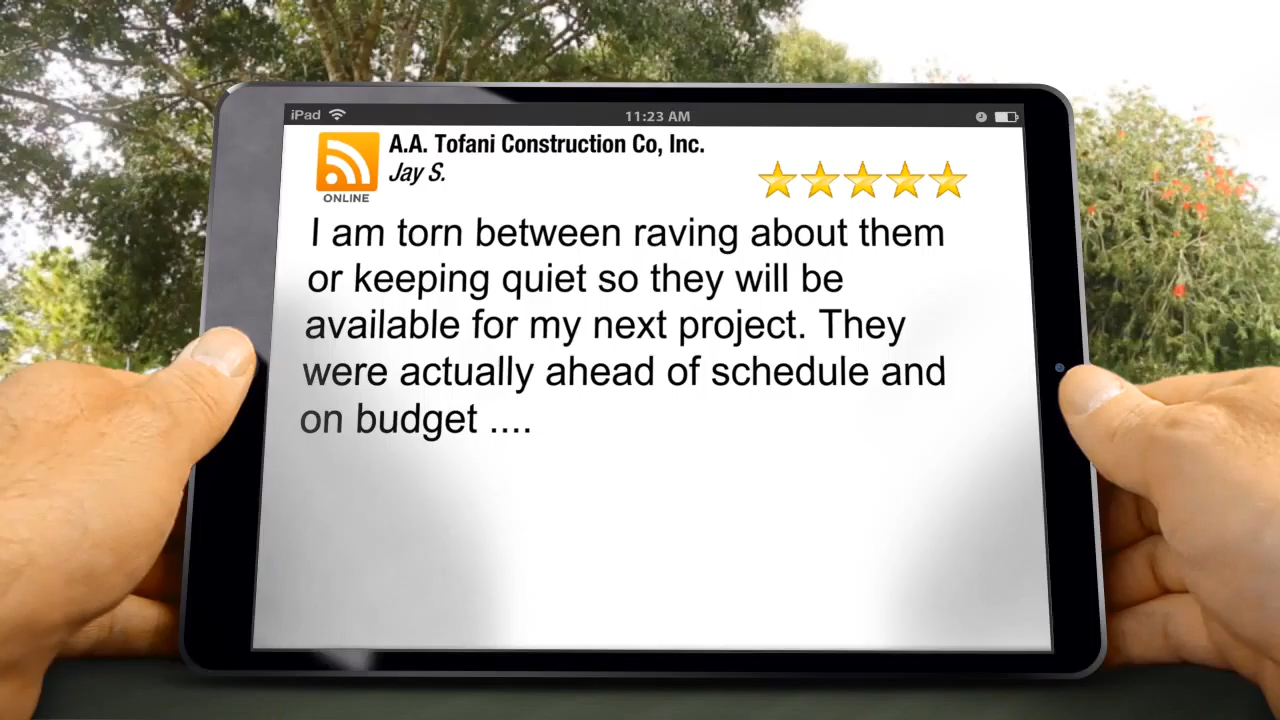 iPad 11:23 AM
A.A. Tofani Construction Co, Inc.
Jay S.
ONLINE
I am torn between raving about them
or keeping quiet so they will be
available for my next project. They
were actually ahead of schedule and
on budget ....